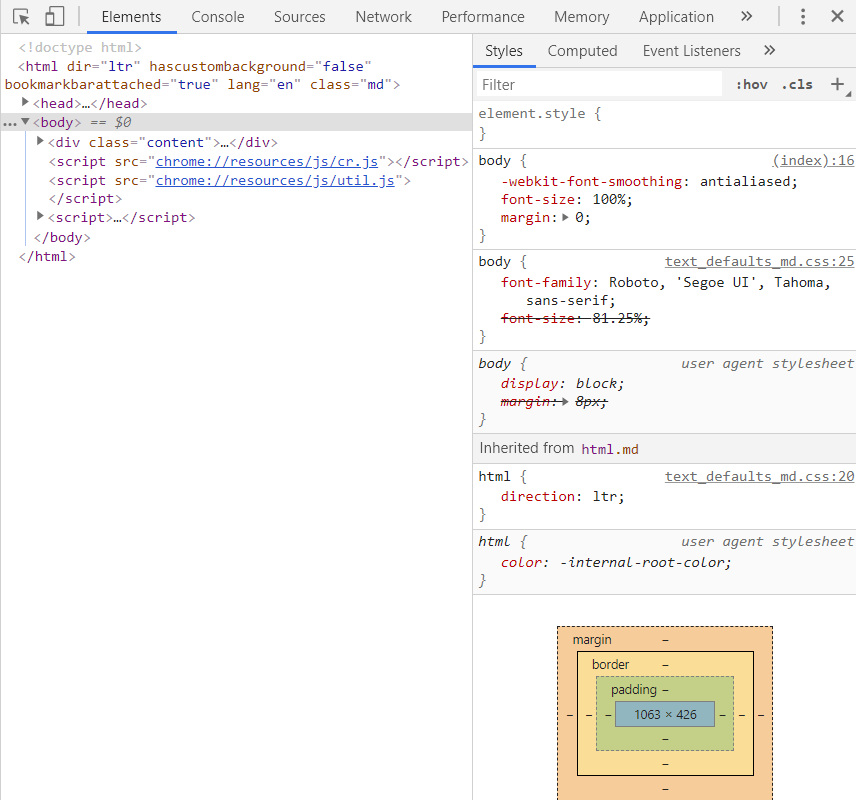 Elements Console Sources Network Performance Memory Application »
<!doctype html>
<html dir="ltr" hascustombackground="false"
bookmarkbarattached="true" lang="en" class="md">
<head>…</head>
… <body> == $0
<div class="content">…</div>
<script src="chrome://resources/js/cr.js"></script>
<script src="chrome://resources/js/util.js">
</script>
<script>…</script>
</body>
</html>
Styles Computed Event Listeners »
Filter :hov .cls +
element.style {
}
body { (index):16
-webkit-font-smoothing: antialiased;
font-size: 100%;
margin: 0;
}
body { text_defaults_md.css:25
font-family: Roboto, 'Segoe UI', Tahoma,
sans-serif;
font-size: 81.25%;
}
body { user agent stylesheet
display: block;
margin: 8px;
}
Inherited from html.md
html { text_defaults_md.css:20
direction: ltr;
}
html { user agent stylesheet
color: -internal-root-color;
}
margin –
border –
padding –
– – – 1063 × 426 – – –
–
–
–